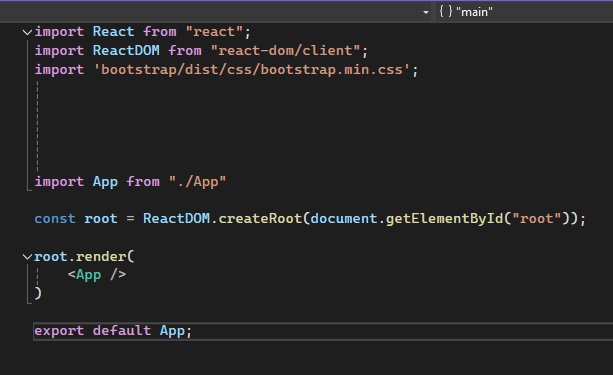 { } "main"
import React from "react";
import ReactDOM from "react-dom/client";
import 'bootstrap/dist/css/bootstrap.min.css';
import App from "./App"
const root = ReactDOM.createRoot(document.getElementById("root"));
root.render(
<App />
)
export default App;